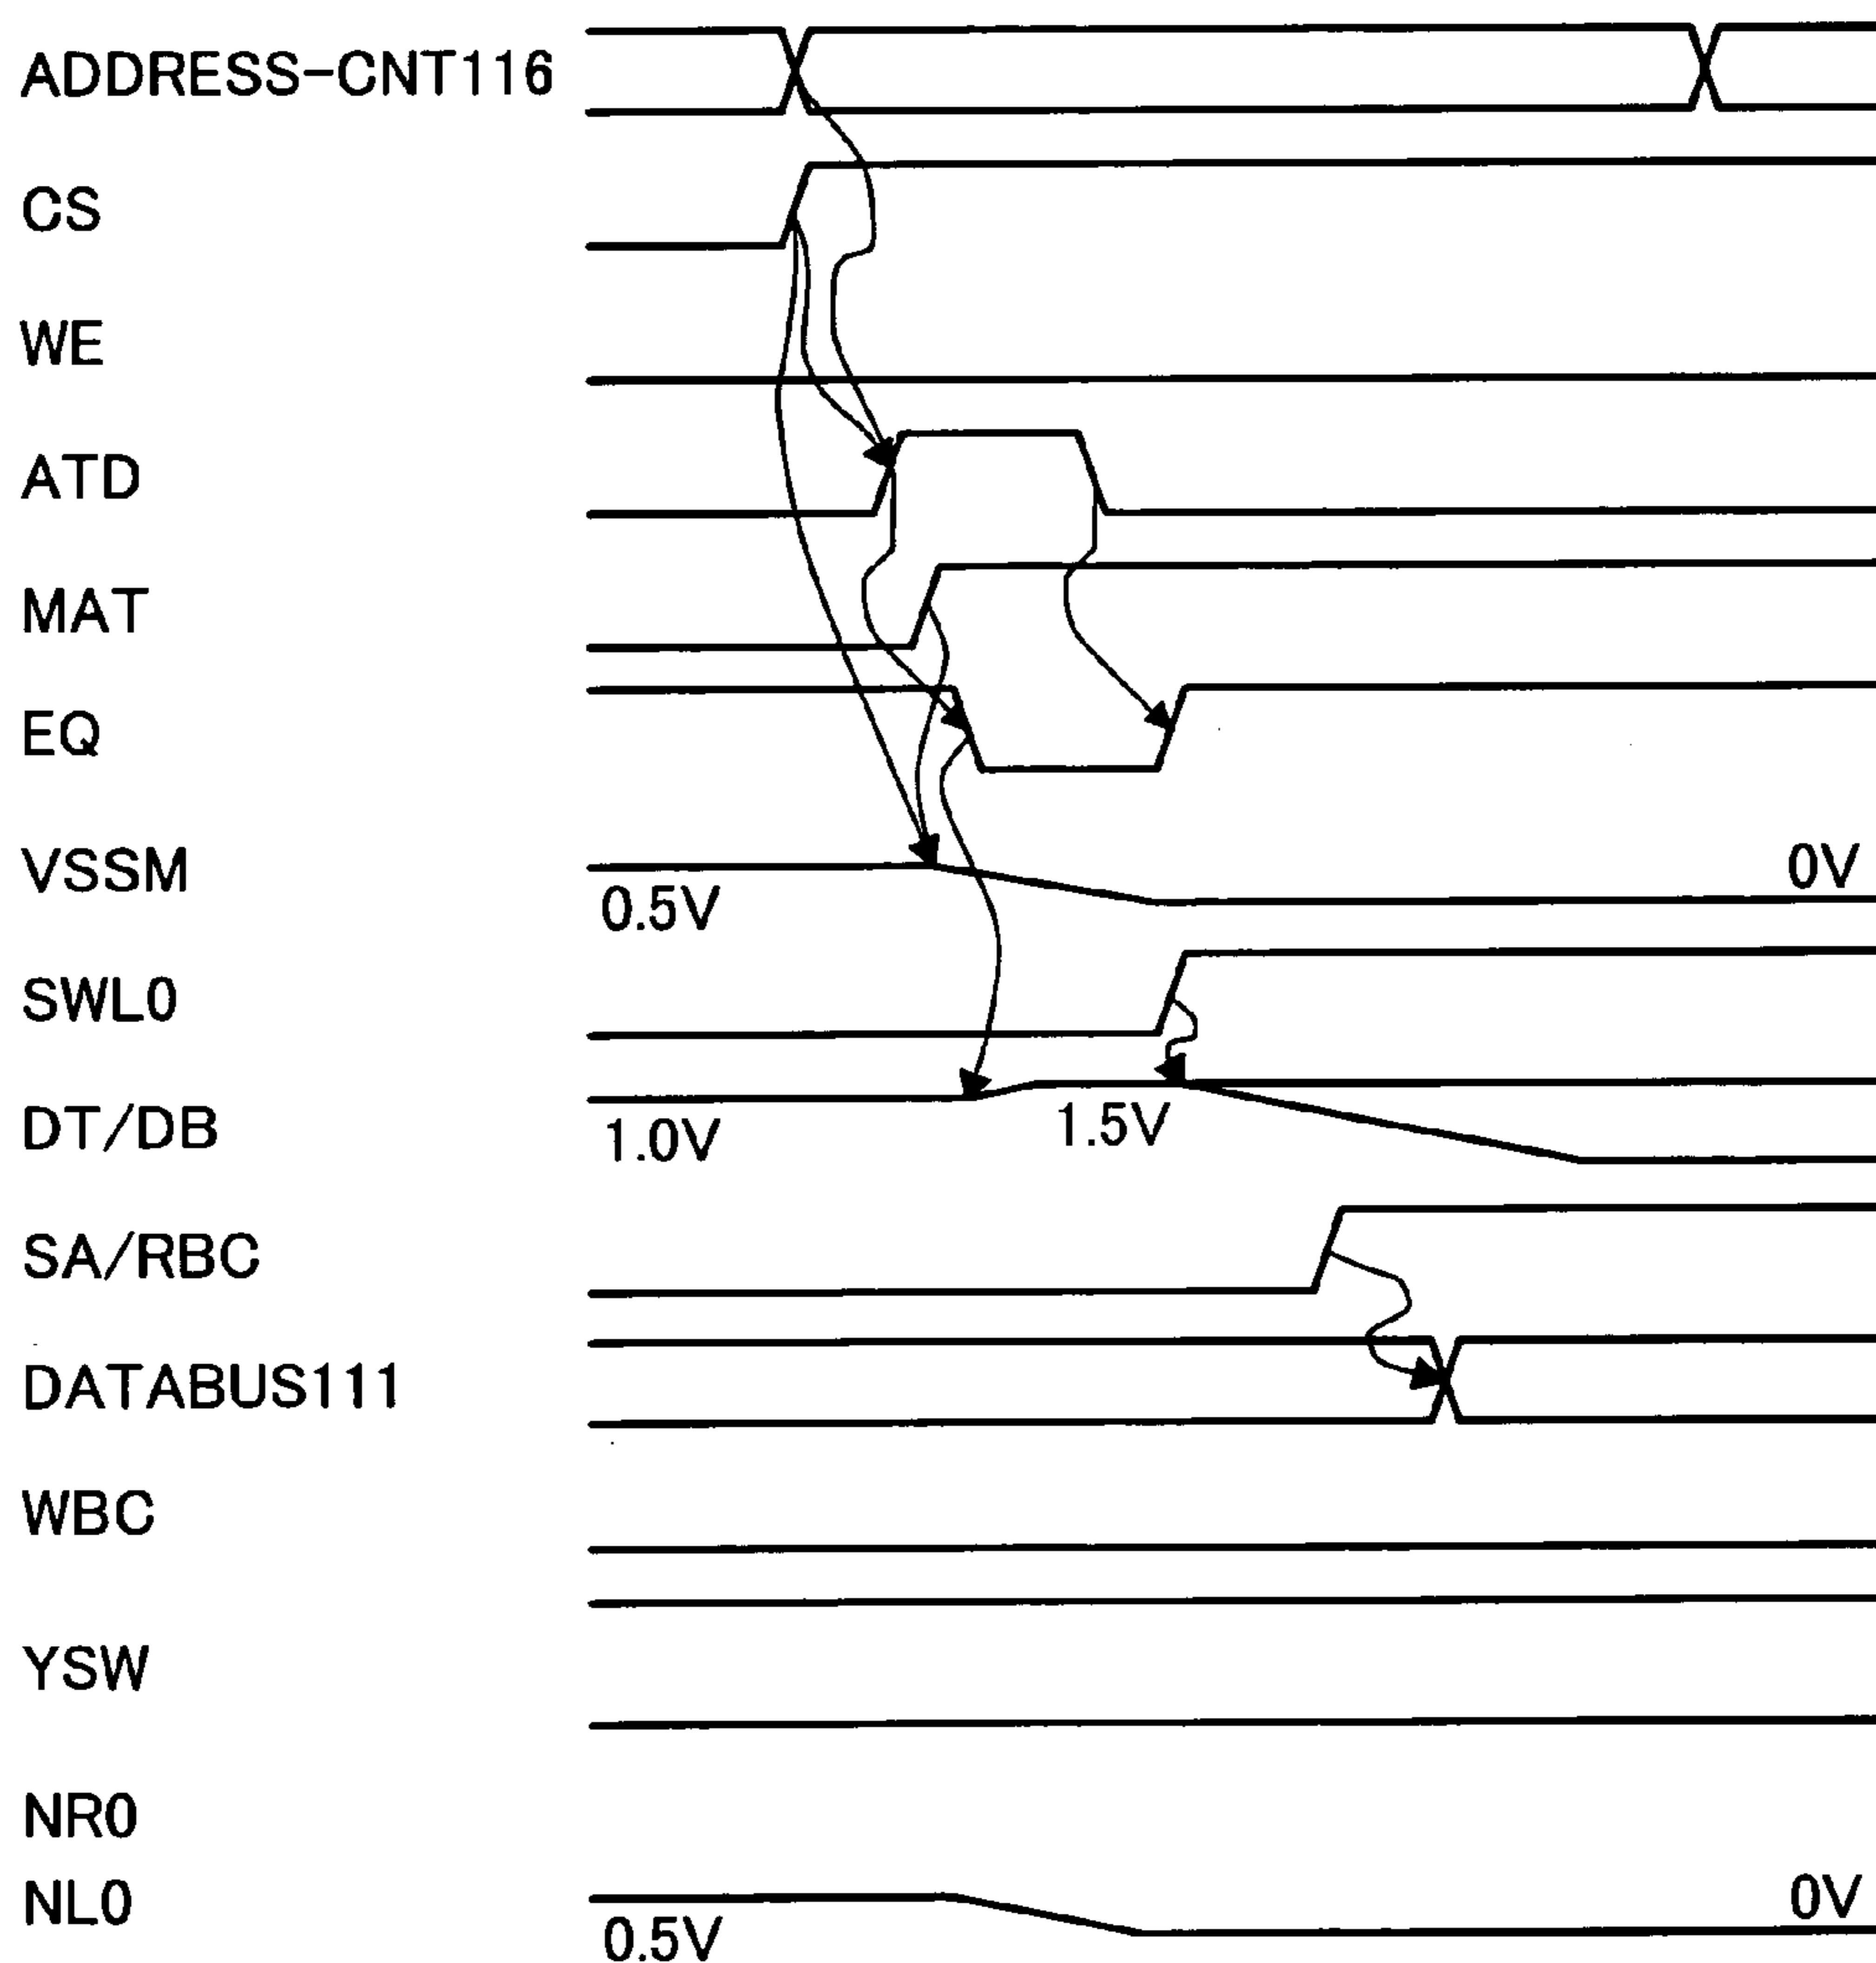 ADDRESS-CNT116
CS
WE
ATD
MAT
EQ
VSSM
0.5V
0V
SWL0
DT/DB
1.0V
1.5V
SA/RBC
DATABUS111
WBC
YSW
NR0
NL0
0.5V
0V